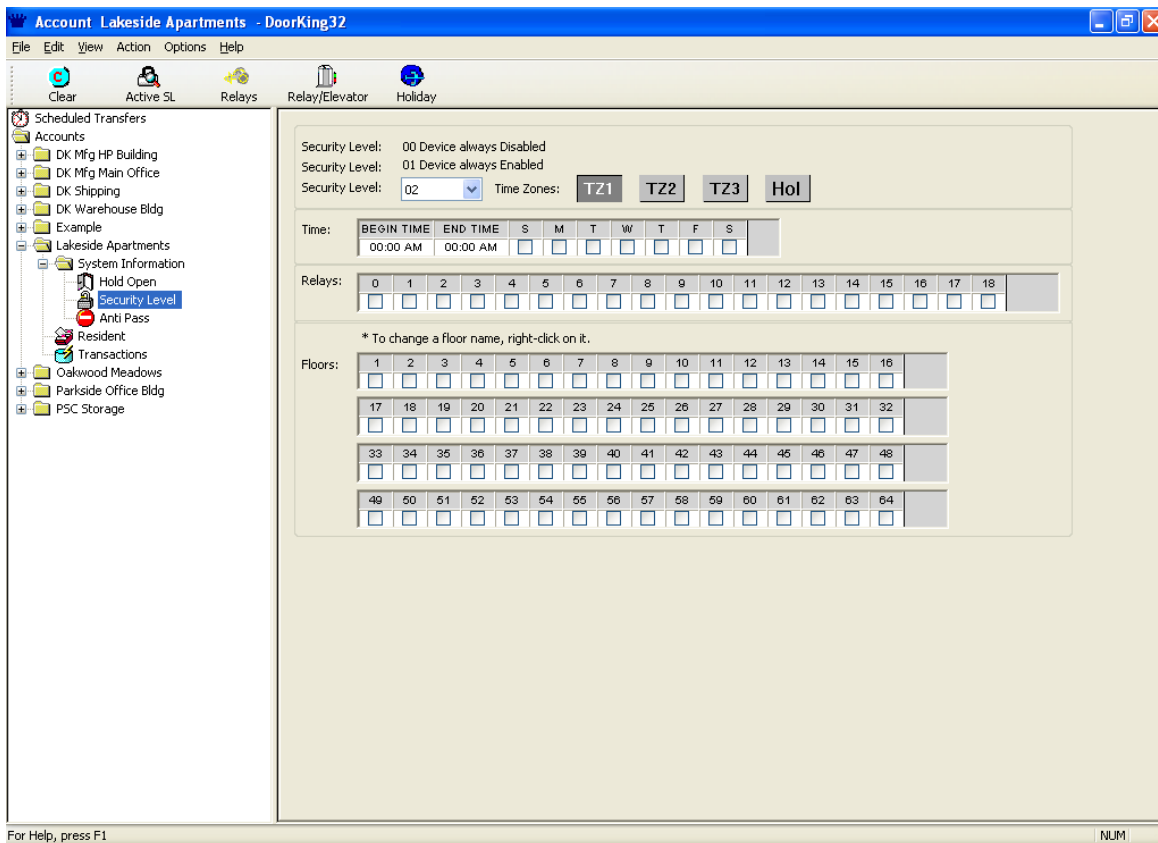 Account Lakeside Apartments - DoorKing32
File Edit View Action Options Help
Clear Active SL Relays Relay/Elevator Holiday
Scheduled Transfers
Accounts
DK Mfg HP Building
DK Mfg Main Office
DK Shipping
DK Warehouse Bldg
Example
Lakeside Apartments
System Information
Hold Open
Security Level
Anti Pass
Resident
Transactions
Oakwood Meadows
Parkside Office Bldg
PSC Storage
Security Level: 00 Device always Disabled
Security Level: 01 Device always Enabled
Security Level: 02 Time Zones: TZ1 TZ2 TZ3 Hol
Time: BEGIN TIME END TIME S M T W T F S
00:00 AM 00:00 AM
Relays: 0 1 2 3 4 5 6 7 8 9 10 11 12 13 14 15 16 17 18
* To change a floor name, right-click on it.
Floors: 1 2 3 4 5 6 7 8 9 10 11 12 13 14 15 16
17 18 19 20 21 22 23 24 25 26 27 28 29 30 31 32
33 34 35 36 37 38 39 40 41 42 43 44 45 46 47 48
49 50 51 52 53 54 55 56 57 58 59 60 61 62 63 64
For Help, press F1 NUM